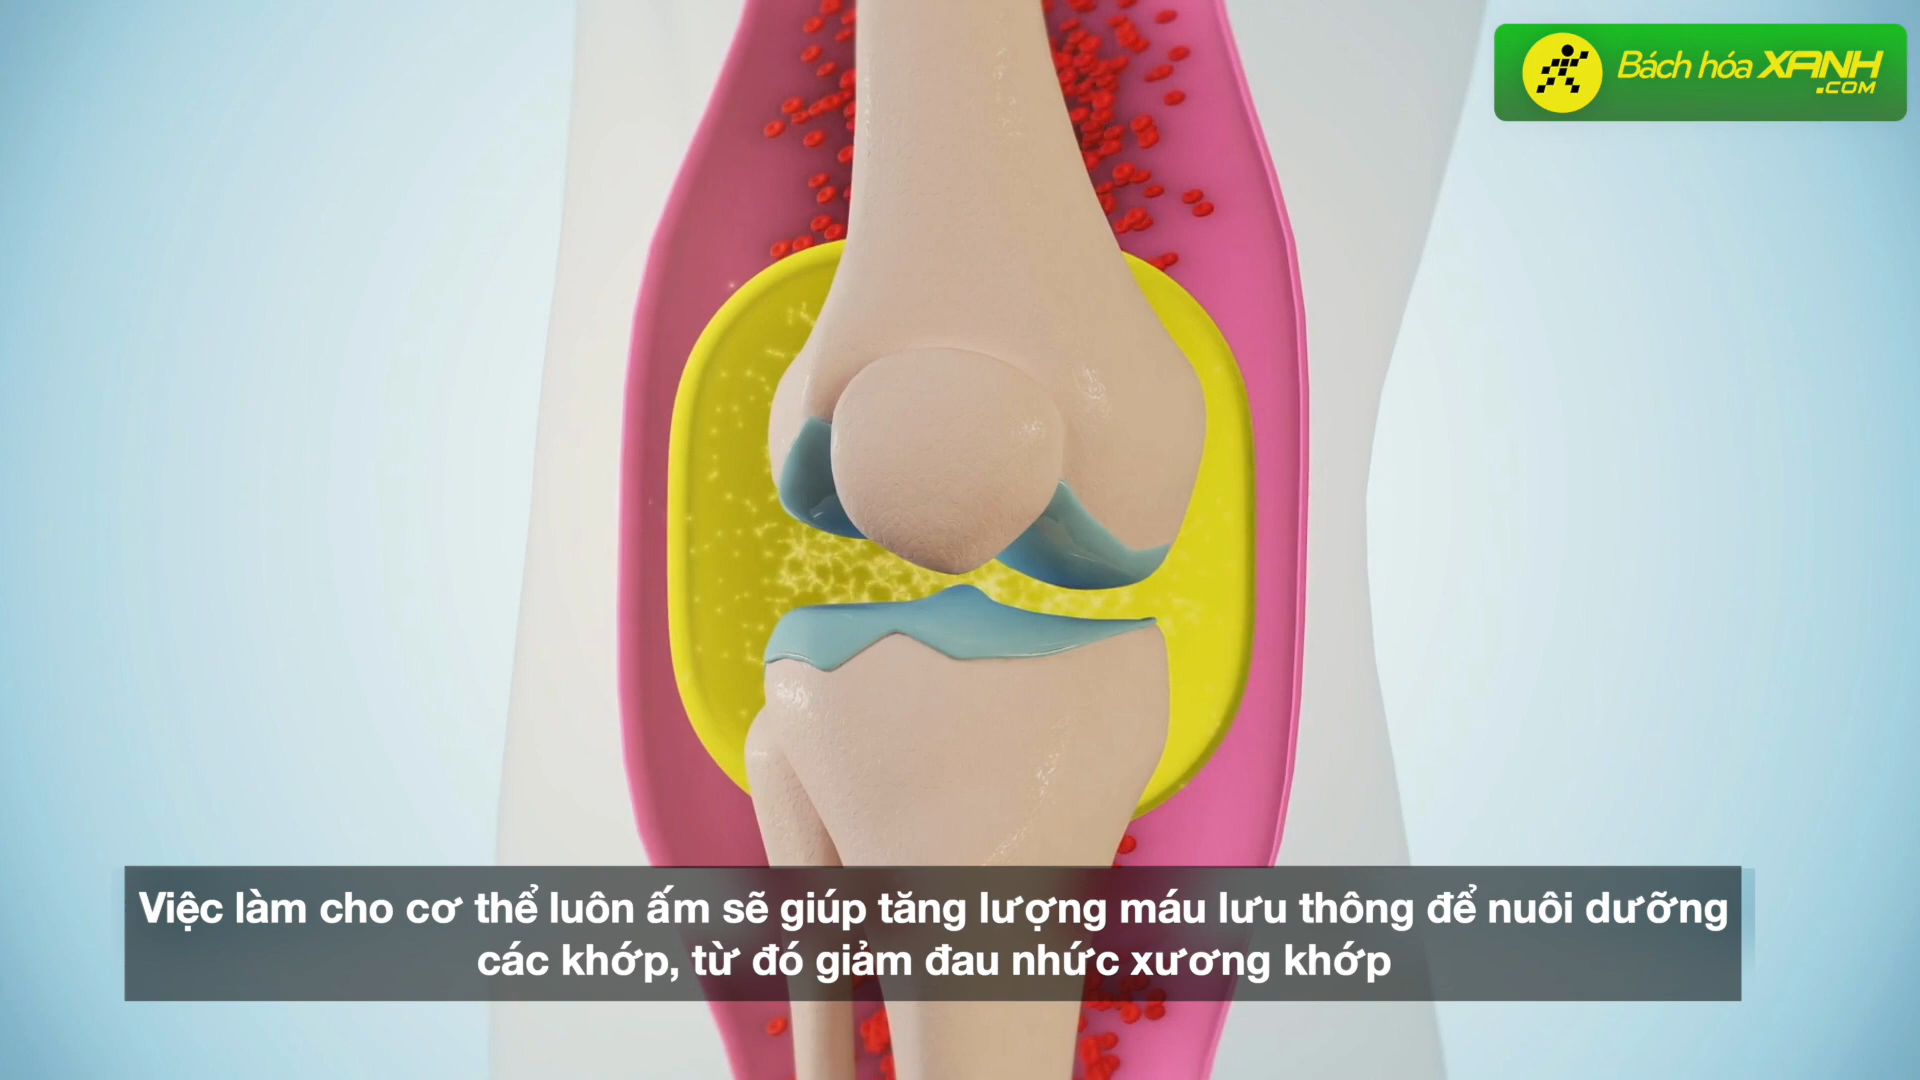 Bách hóa XANH
.COM
Việc làm cho cơ thể luôn ấm sẽ giúp tăng lượng máu lưu thông để nuôi dưỡng
các khớp, từ đó giảm đau nhức xương khớp